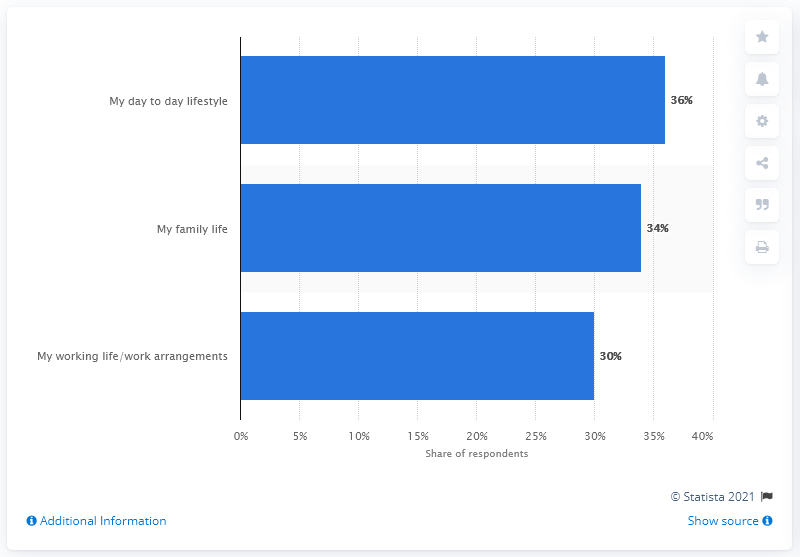 My day to day lifestyle
36%
My family life
34%
My working life/work arrangements
30%
0% 5% 10% 15% 20% 25% 30% 35% 40%
Share of respondents
© Statista 2021
Additional Information
Show source